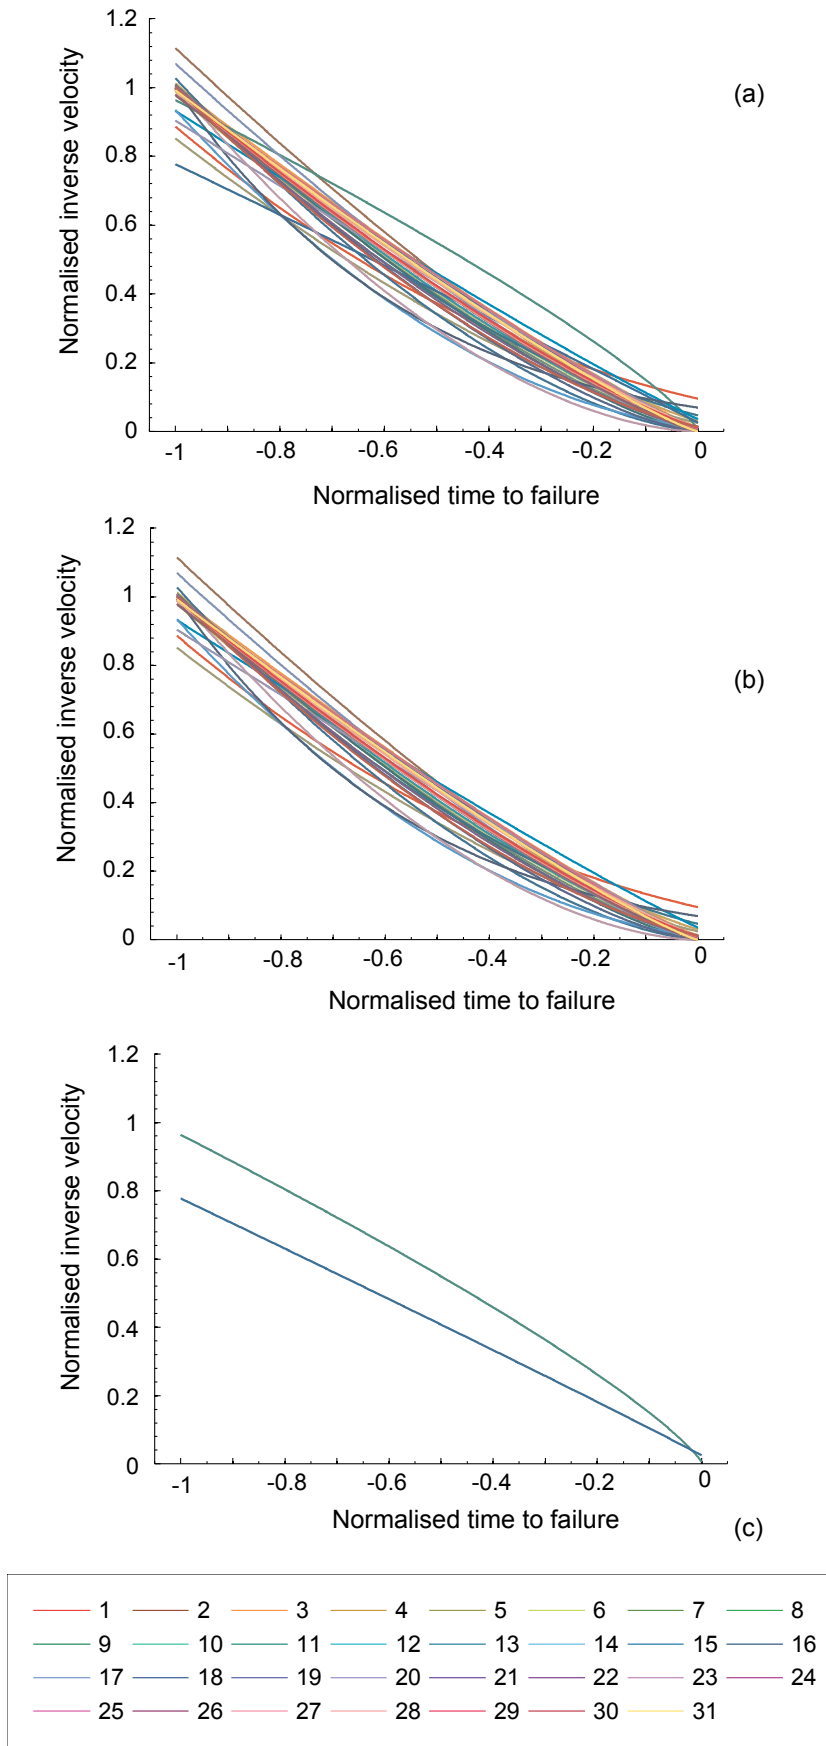 1.2
1
0.8
0.6
0.4
0.2
0
Normalised inverse velocity
(a)
-1 -0.8 -0.6 -0.4 -0.2 0
Normalised time to failure
1.2
1
0.8
0.6
0.4
0.2
0
Normalised inverse velocity
(b)
-1 -0.8 -0.6 -0.4 -0.2 0
Normalised time to failure
1.2
1
0.8
0.6
0.4
0.2
0
Normalised inverse velocity
-1 -0.8 -0.6 -0.4 -0.2 0
Normalised time to failure
(c)
1 2 3 4 5 6 7 8
9 10 11 12 13 14 15 16
17 18 19 20 21 22 23 24
25 26 27 28 29 30 31